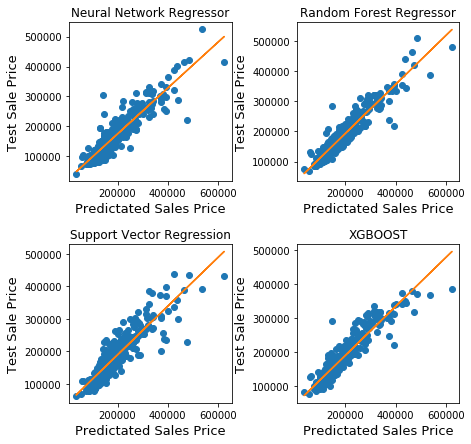 Neural Network Regressor
500000
400000
300000
200000
100000
200000 400000 600000
Test Sale Price
Predictated Sales Price
Random Forest Regressor
500000
400000
300000
200000
100000
200000 400000 600000
Test Sale Price
Predictated Sales Price
Support Vector Regression
500000
400000
300000
200000
100000
200000 400000 600000
Test Sale Price
Predictated Sales Price
XGBOOST
500000
400000
300000
200000
100000
200000 400000 600000
Test Sale Price
Predictated Sales Price